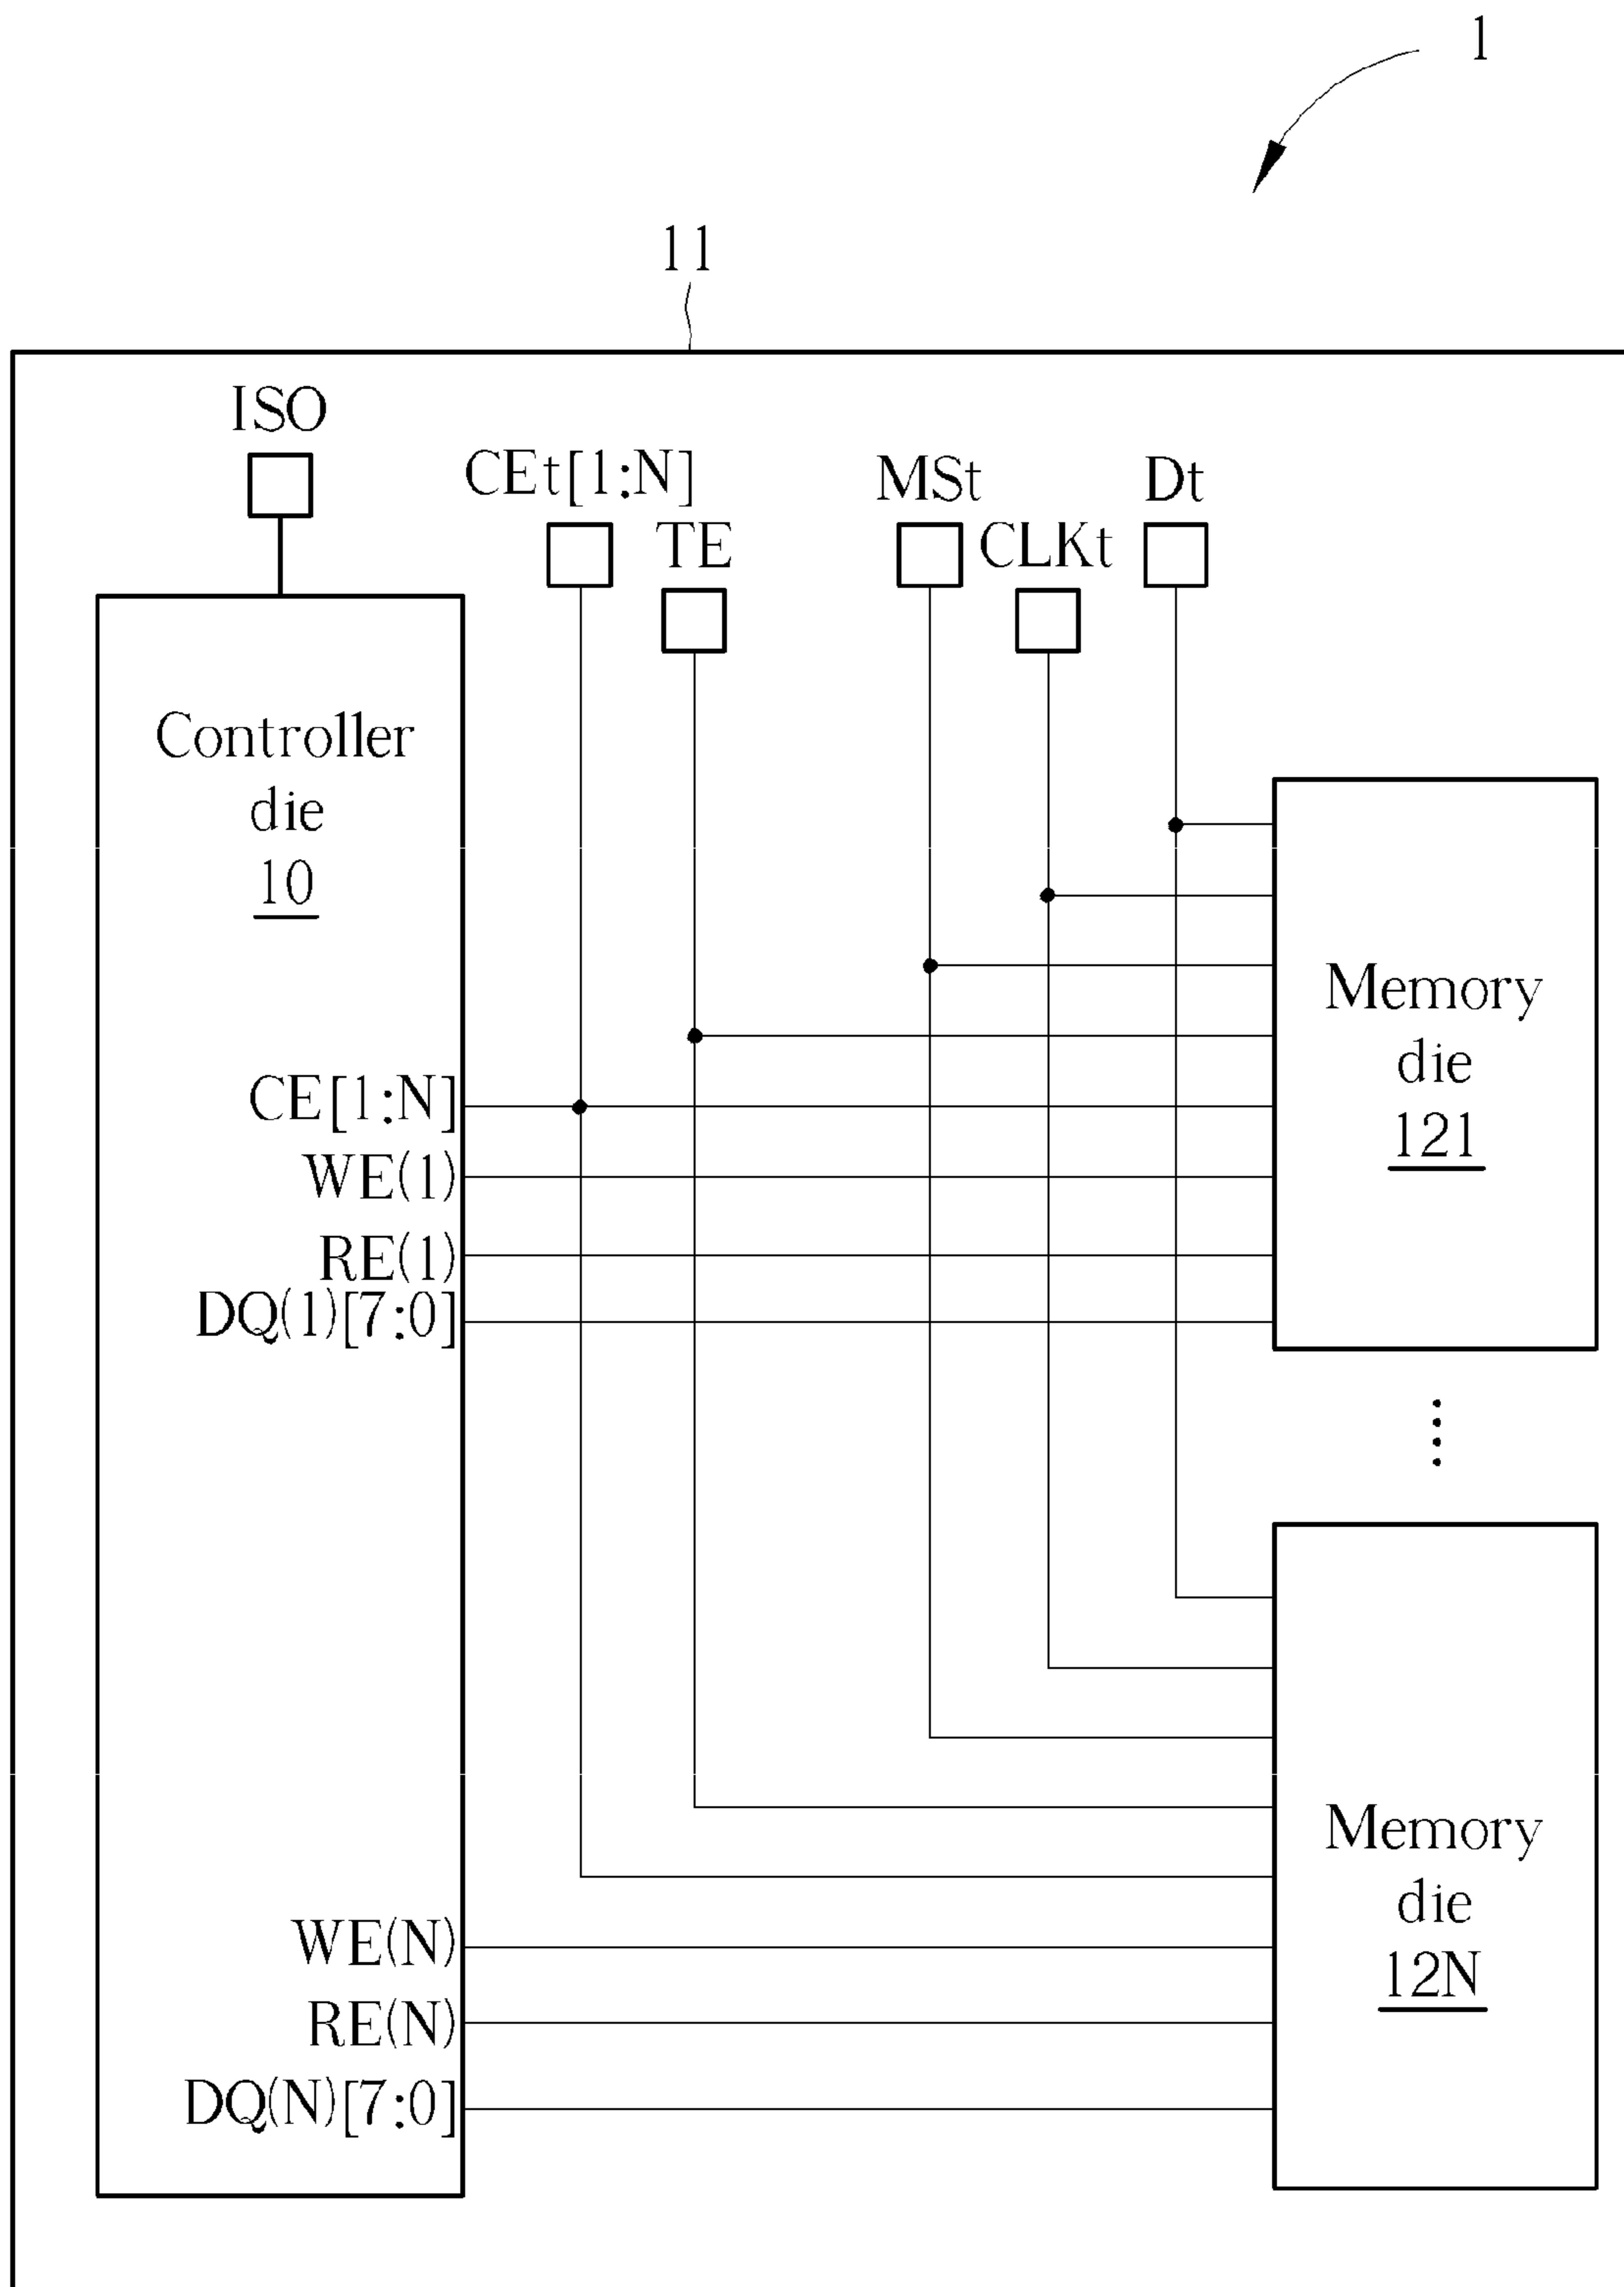 1
11
ISO
CEt[1:N]
TE
MSt
CLKt
Dt
Controller
die
10
CE[1:N]
WE(1)
RE(1)
DQ(1)[7:0]
Memory
die
121
WE(N)
RE(N)
DQ(N)[7:0]
Memory
die
12N